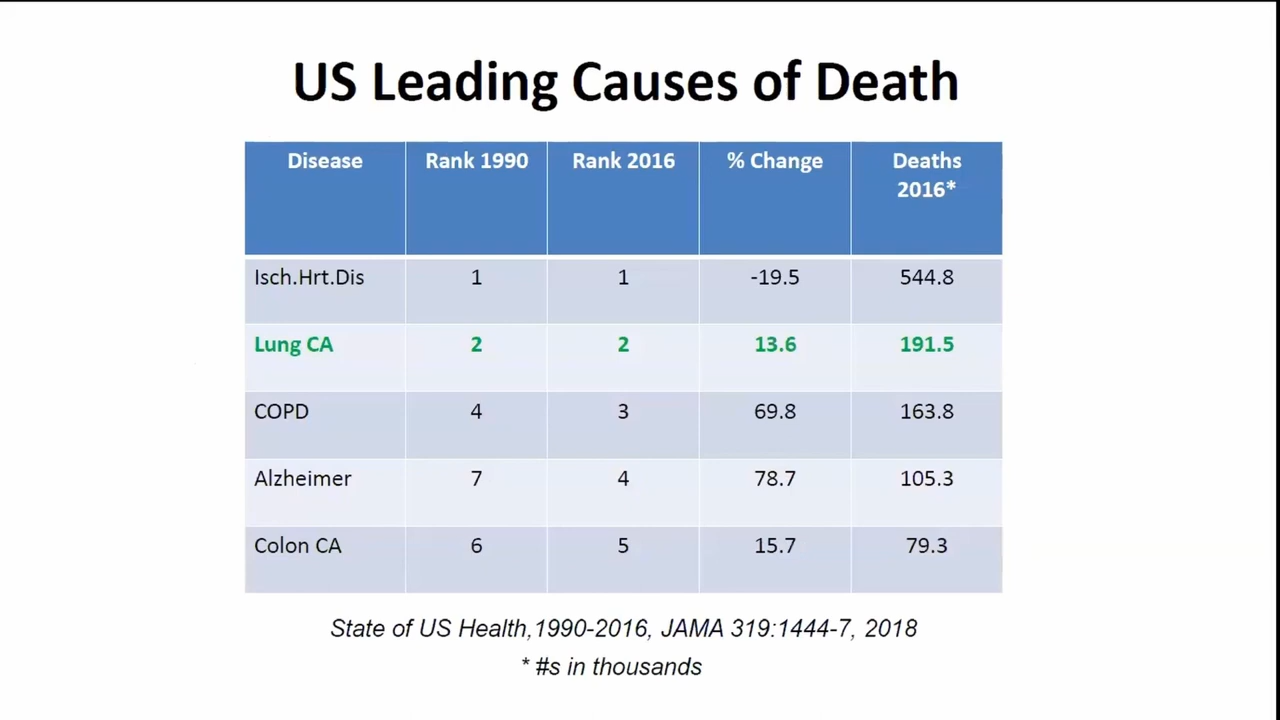 US Leading Causes of Death
Disease Rank 1990 Rank 2016 % Change Deaths 2016*
Isch.Hrt.Dis 1 1 -19.5 544.8
Lung CA 2 2 13.6 191.5
COPD 4 3 69.8 163.8
Alzheimer 7 4 78.7 105.3
Colon CA 6 5 15.7 79.3
State of US Health,1990-2016, JAMA 319:1444-7, 2018
* #s in thousands